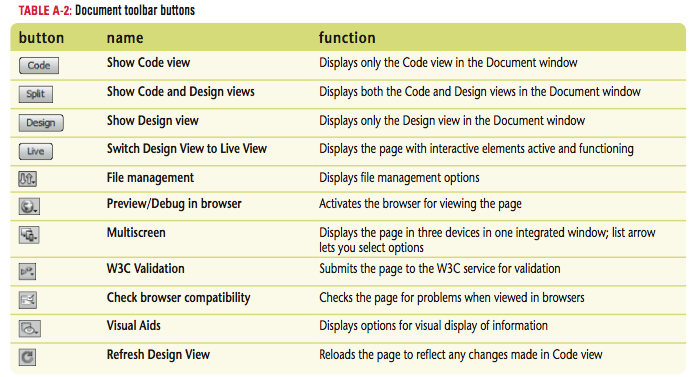 TABLE A-2: Document toolbar buttons
button name function
Code Show Code view Displays only the Code view in the Document window
Split Show Code and Design views Displays both the Code and Design views in the Document window
Design Show Design view Displays only the Design view in the Document window
Live Switch Design View to Live View Displays the page with interactive elements active and functioning
File management Displays file management options
Preview/Debug in browser Activates the browser for viewing the page
Multiscreen Displays the page in three devices in one integrated window; list arrow
lets you select options
W3C Validation Submits the page to the W3C service for validation
Check browser compatibility Checks the page for problems when viewed in browsers
Visual Aids Displays options for visual display of information
Refresh Design View Reloads the page to reflect any changes made in Code view